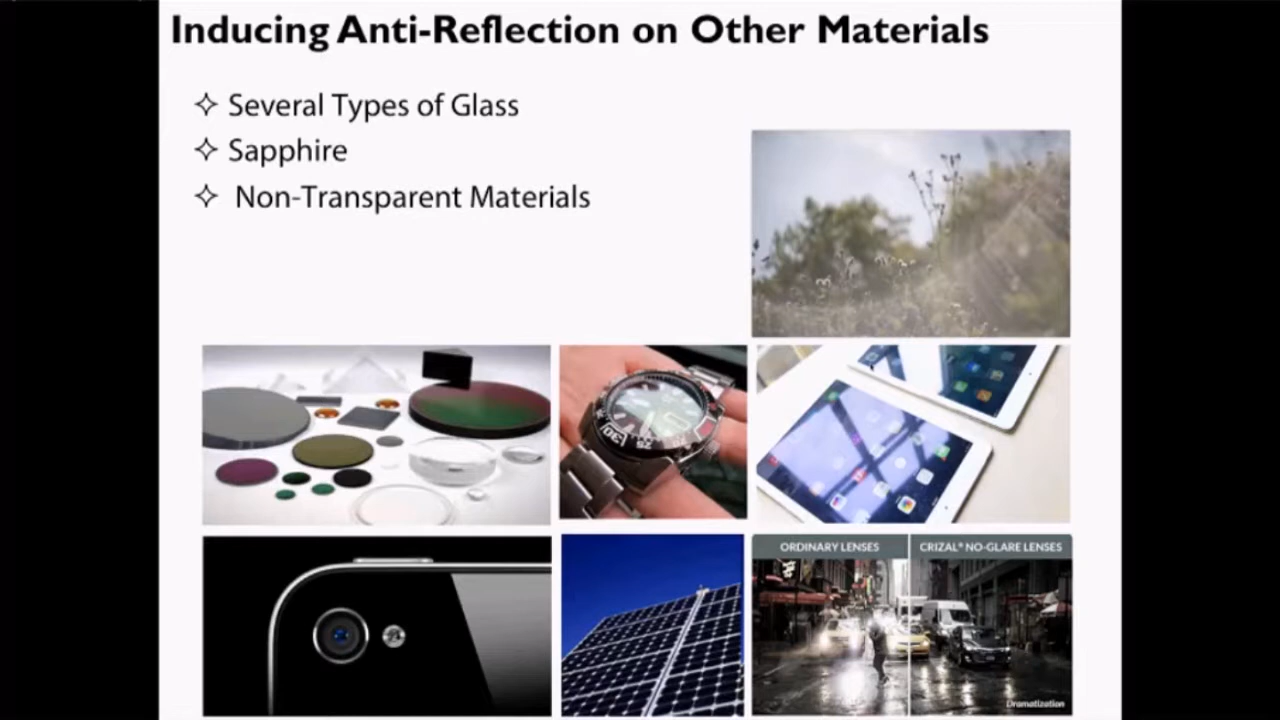 Inducing Anti-Reflection on Other Materials
✧ Several Types of Glass
✧ Sapphire
✧ Non-Transparent Materials
ORDINARY LENSES
CRIZAL® NO-GLARE LENSES
Dramatization